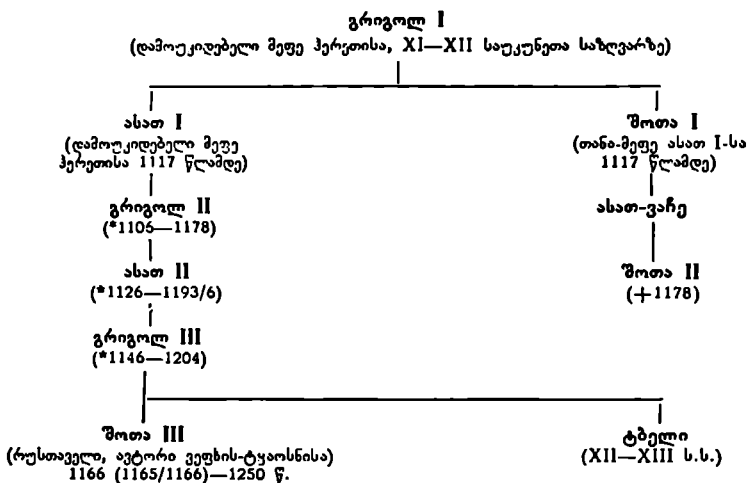 გრიგოლ I
(დამოუკიდებელი მეფე ჰერეთისა, XI—XII საუკუნეთა საზღვარზე)
ასათ I
(დამოუკიდებელი მეფე
ჰერეთისა 1117 წლამდე)
შოთა I
(თანა-მეფე ასათ I-სა
1117 წლამდე)
გრიგოლ II
(*1106—1178)
ასათ-ვაჩე
ასათ II
(*1126—1193/6)
შოთა II
(+1178)
გრიგოლ III
(*1146—1204)
შოთა III
(რუსთაველი, ავტორი ვეფხის-ტყაოსნისა)
1166 (1165/1166)—1250 წ.
ტბელი
(XII—XIII ს.ს.)